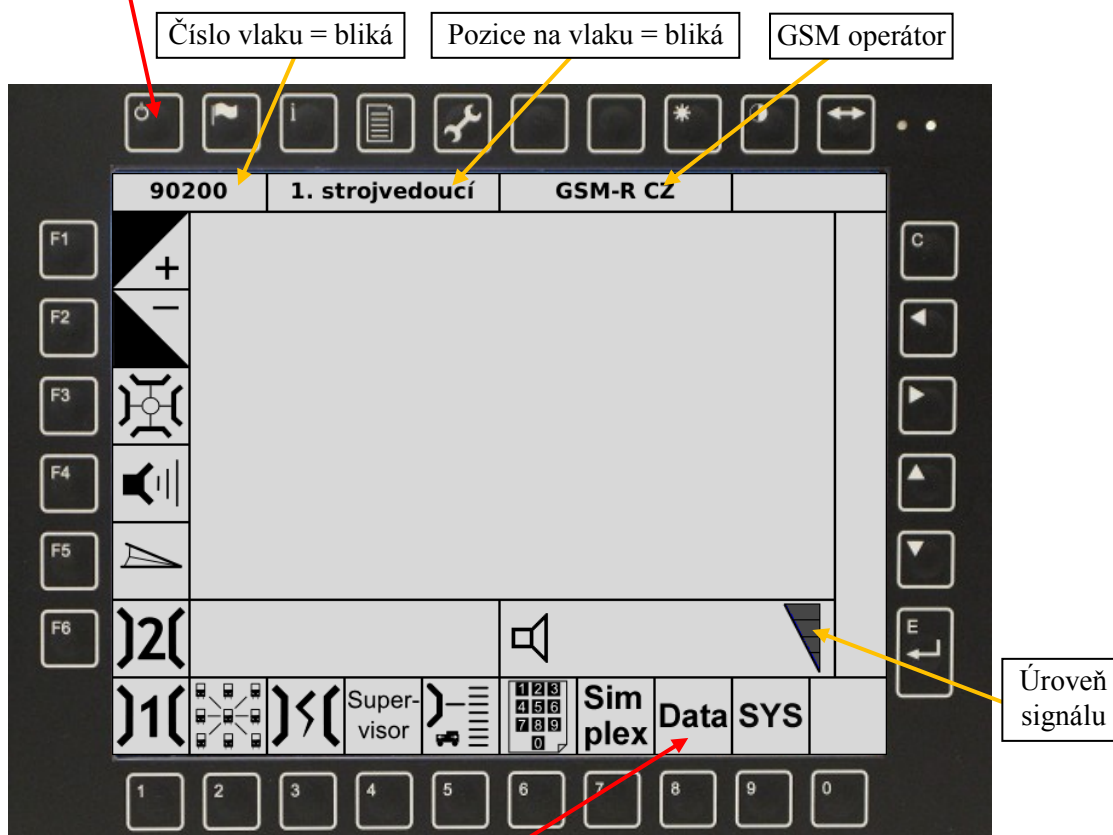 Číslo vlaku = bliká
Pozice na vlaku = bliká
GSM operátor
i
90200
1. strojvedoucí
GSM-R CZ
F1
+
C
F2
−
F3
F4
F5
F6
)2(
E
Úroveň
signálu
)1(
Super-
visor
1 2 3
4 5 6
7 8 9
0
Sim
plex
Data
SYS
1
2
3
4
5
6
7
8
9
0